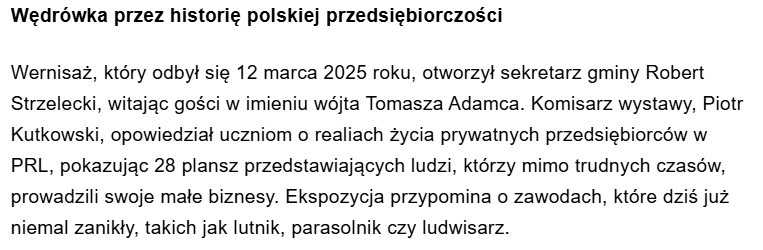 Wędrówka przez historię polskiej przedsiębiorczości
Wernisaż, który odbył się 12 marca 2025 roku, otworzył sekretarz gminy Robert
Strzelecki, witając gości w imieniu wójta Tomasza Adamca. Komisarz wystawy, Piotr
Kutkowski, opowiedział uczniom o realiach życia prywatnych przedsiębiorców w
PRL, pokazując 28 plansz przedstawiających ludzi, którzy mimo trudnych czasów,
prowadzili swoje małe biznesy. Ekspozycja przypomina o zawodach, które dziś już
niemal zanikły, takich jak lutnik, parasolnik czy ludwisarz.